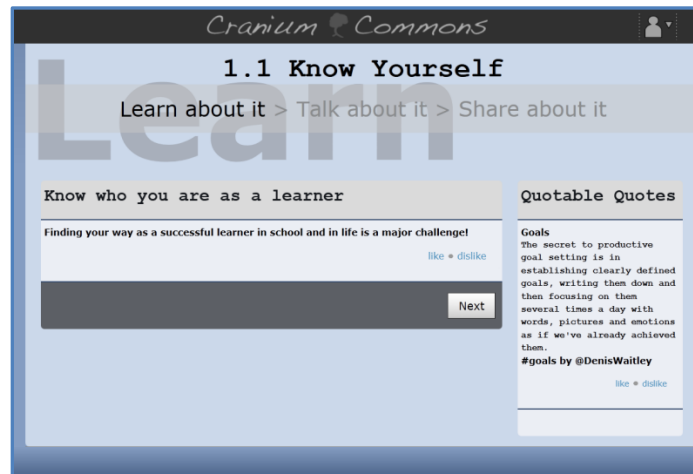 Cranium Commons
Learn
1.1 Know Yourself
Learn about it > Talk about it > Share about it
Know who you are as a learner
Finding your way as a successful learner in school and in life is a major challenge!
like • dislike
Next
Quotable Quotes
Goals
The secret to productive
goal setting is in
establishing clearly defined
goals, writing them down and
then focusing on them
several times a day with
words, pictures and emotions
as if we've already achieved
them.
#goals by @DenisWaitley
like • dislike